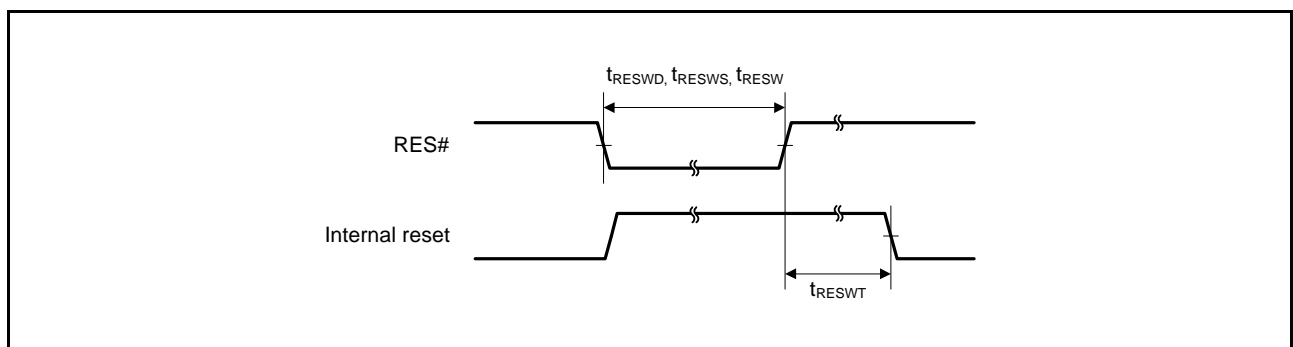 tRESWD, tRESWS, tRESW
RES#
Internal reset
tRESWT